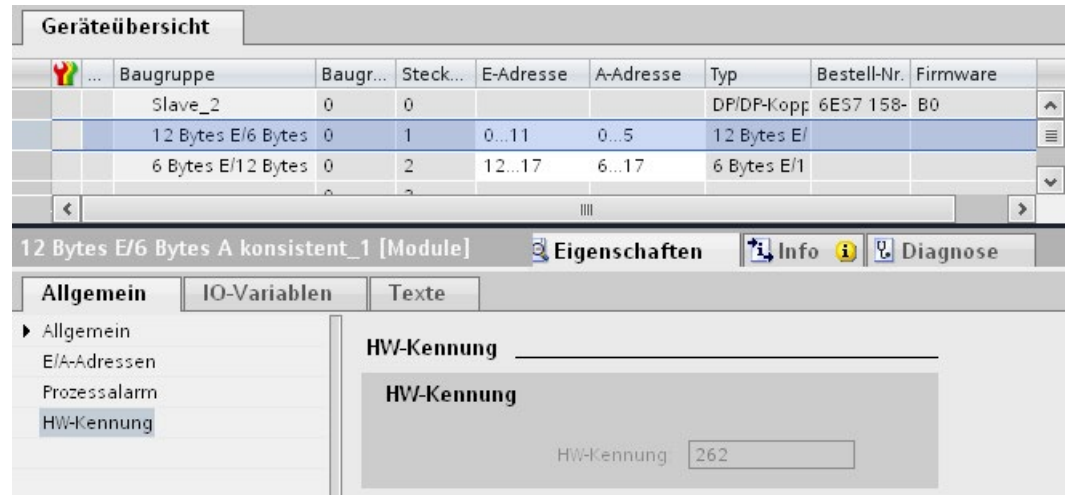 Geräteübersicht
... Baugruppe Baugr... Steck... E-Adresse A-Adresse Typ Bestell-Nr. Firmware
Slave_2 0 0 DP/DP-Kopp 6ES7 158- B0
12 Bytes E/6 Bytes 0 1 0...11 0...5 12 Bytes E/
6 Bytes E/12 Bytes 0 2 12...17 6...17 6 Bytes E/1
12 Bytes E/6 Bytes A konsistent_1 [Module] Eigenschaften Info Diagnose
Allgemein IO-Variablen Texte
Allgemein
E/A-Adressen
Prozessalarm
HW-Kennung
HW-Kennung
HW-Kennung
HW-Kennung 262